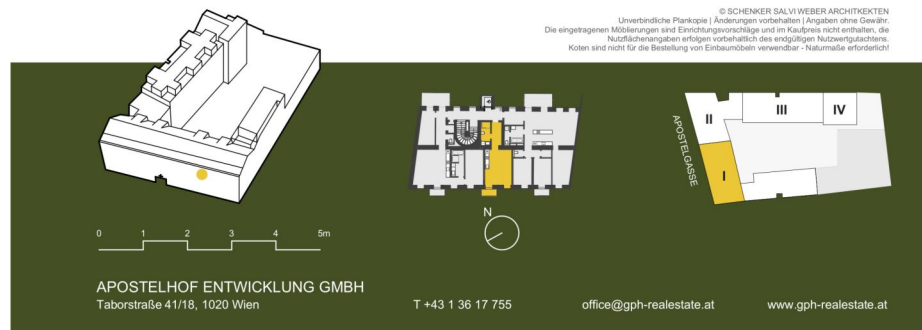 © SCHENKER SALVI WEBER ARCHITKEKTEN
Unverbindliche Plankopie | Änderungen vorbehalten | Angaben ohne Gewähr.
Die eingetragenen Möblierungen sind Einrichtungsvorschläge und im Kaufpreis nicht enthalten, die
Nutzflächenangaben erfolgen vorbehaltlich des endgültigen Nutzwertgutachtens.
Koten sind nicht für die Bestellung von Einbaumöbeln verwendbar - Naturmaße erforderlich!
II
III
IV
APOSTELGASSE
I
N
0 1 2 3 4 5m
APOSTELHOF ENTWICKLUNG GMBH
Taborstraße 41/18, 1020 Wien
T +43 1 36 17 755
office@gph-realestate.at
www.gph-realestate.at